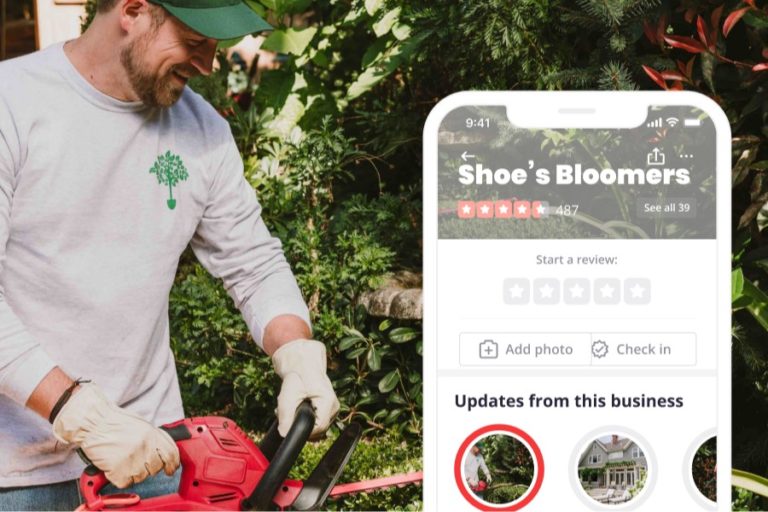 9:41
Shoe's Bloomers
487
See all 39
Start a review:
Add photo
Check in
Updates from this business